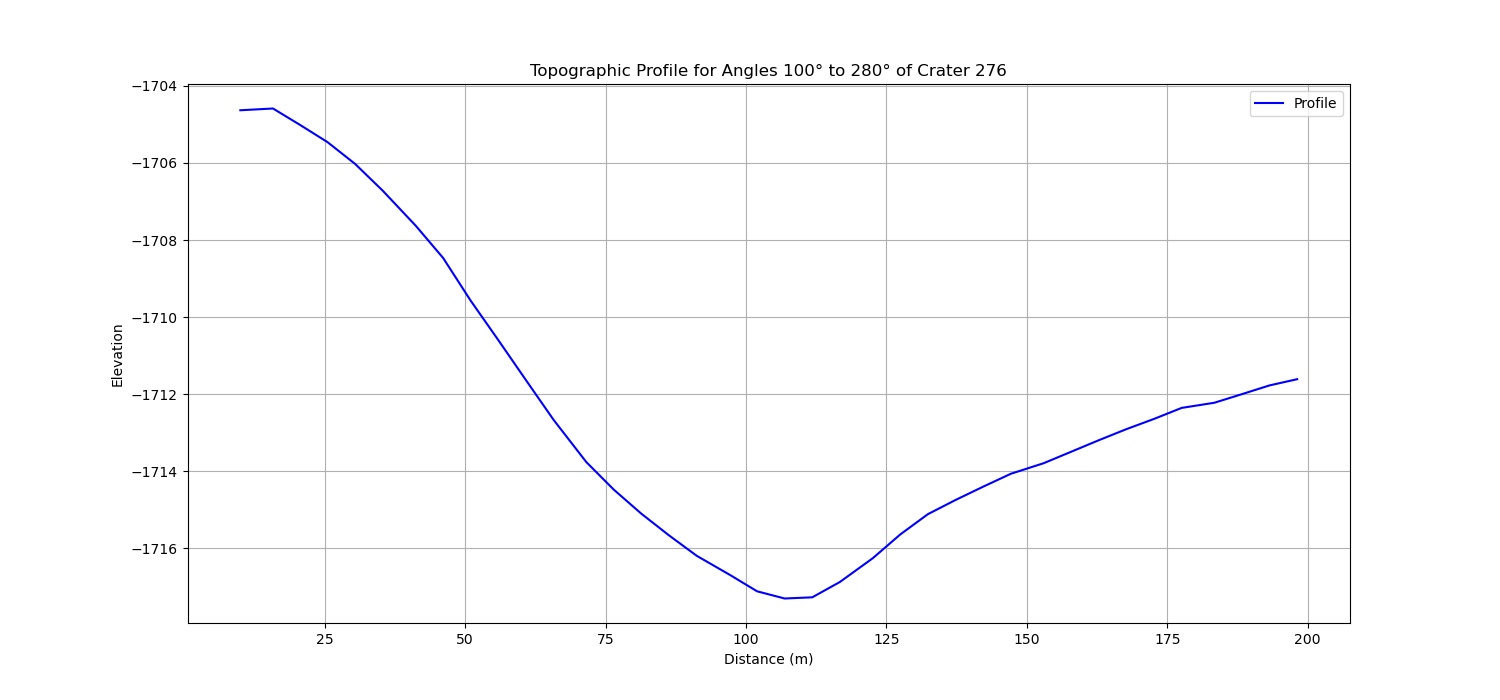 Topographic Profile for Angles 100° to 280° of Crater 276
Profile
Elevation
−1704
−1706
−1708
−1710
−1712
−1714
−1716
25 50 75 100 125 150 175 200
Distance (m)